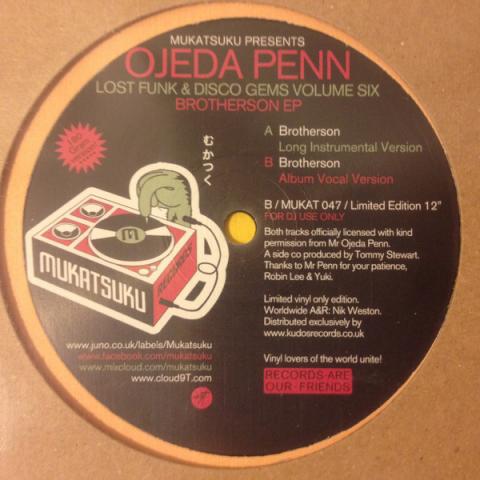 MUKATSUKU PRESENTS
OJEDA PENN
LOST FUNK & DISCO GEMS VOLUME SIX
BROTHERSON EP
A Brotherson
Long Instrumental Version
B Brotherson
Album Vocal Version
B / MUKAT 047 / Limited Edition 12"
FOR DJ USE ONLY
Both tracks officially licensed with kind
permission from Mr Ojeda Penn.
A side co produced by Tommy Stewart.
Thanks to Mr Penn for your patience,
Robin Lee & Yuki.
Limited vinyl only edition.
Worldwide A&R: Nik Weston.
Distributed exclusively by
www.kudosrecords.co.uk
Vinyl lovers of the world unite!
RECORDS-ARE
OUR-FRIENDS
むかつく
M
MUKATSUKU
RECORDS
www.juno.co.uk/labels/Mukatsuku
www.facebook.com/mukatsuku
www.mixcloud.com/mukatsuku
www.cloud9T.com